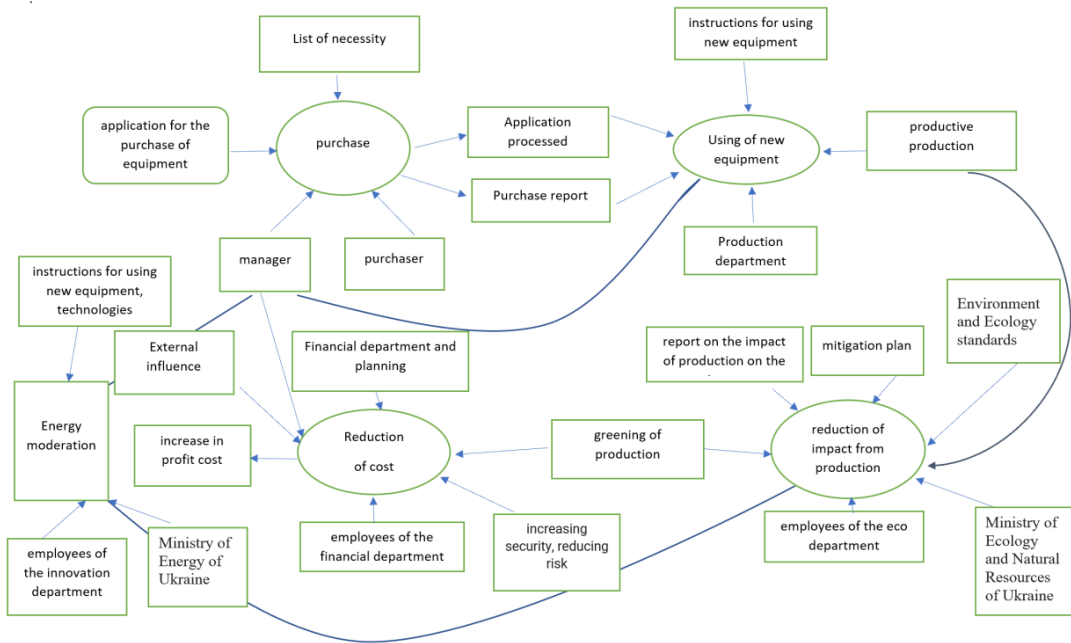 List of necessity
instructions for using
new equipment
application for the
purchase of
equipment
purchase
Application
processed
Using of new
equipment
productive
production
Purchase report
manager
purchaser
Production
department
instructions for using
new equipment,
technologies
External
influence
Financial department and
planning
report on the impact
of production on the
mitigation plan
Environment
and Ecology
standards
Energy
moderation
increase in
profit cost
Reduction
of cost
greening of
production
reduction of
impact from
production
employees of
the innovation
department
Ministry of
Energy of
Ukraine
employees of the
financial department
increasing
security, reducing
risk
employees of the eco
department
Ministry of
Ecology
and Natural
Resources
of Ukraine